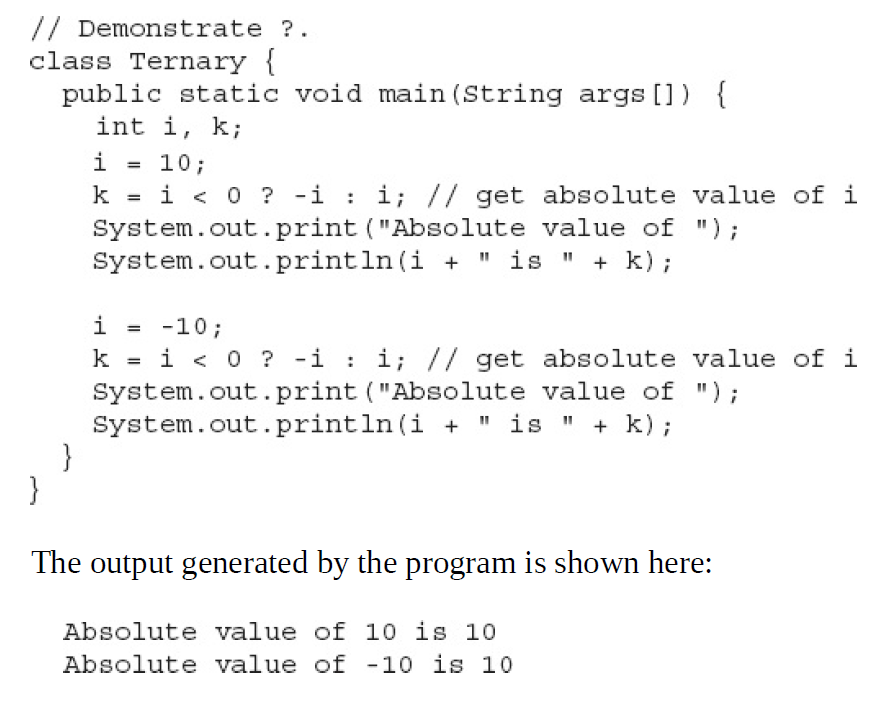 // Demonstrate ?.
class Ternary {
  public static void main(String args[]) {
    int i, k;
    i = 10;
    k = i < 0 ? -i : i; // get absolute value of i
    System.out.print("Absolute value of ");
    System.out.println(i + " is " + k);

    i = -10;
    k = i < 0 ? -i : i; // get absolute value of i
    System.out.print("Absolute value of ");
    System.out.println(i + " is " + k);
  }
}
The output generated by the program is shown here:
  Absolute value of 10 is 10
  Absolute value of -10 is 10